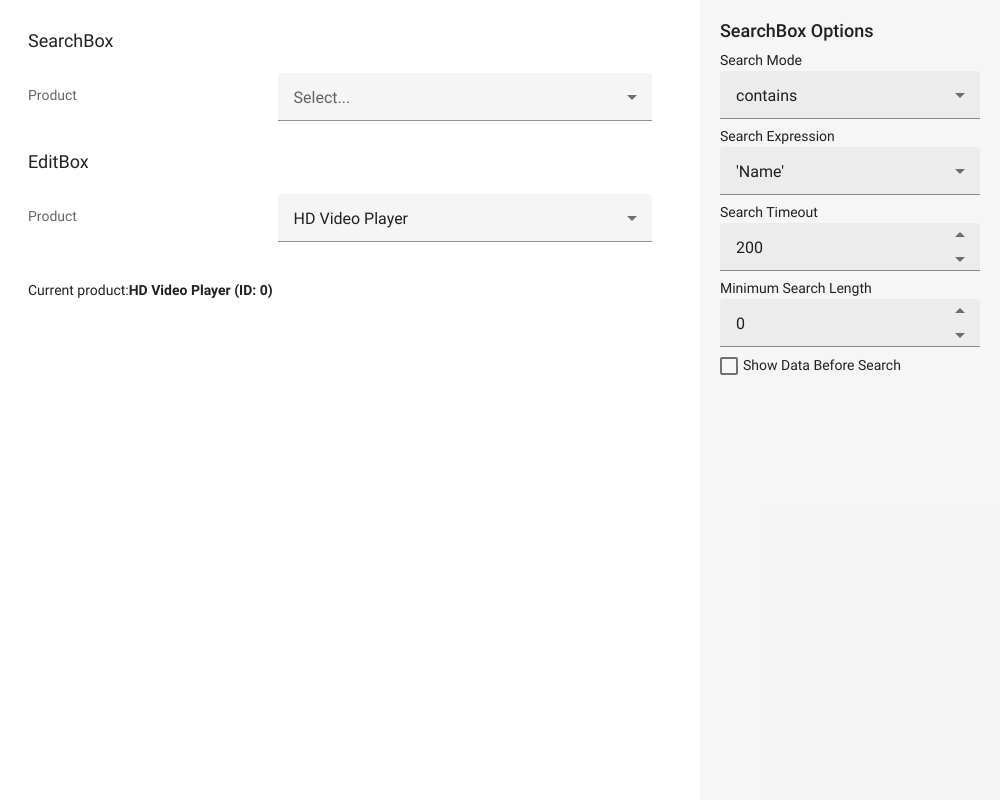 SearchBox
Product
Select...
EditBox
Product
HD Video Player
Current product:HD Video Player (ID: 0)
SearchBox Options
Search Mode
contains
Search Expression
'Name'
Search Timeout
200
Minimum Search Length
0
Show Data Before Search